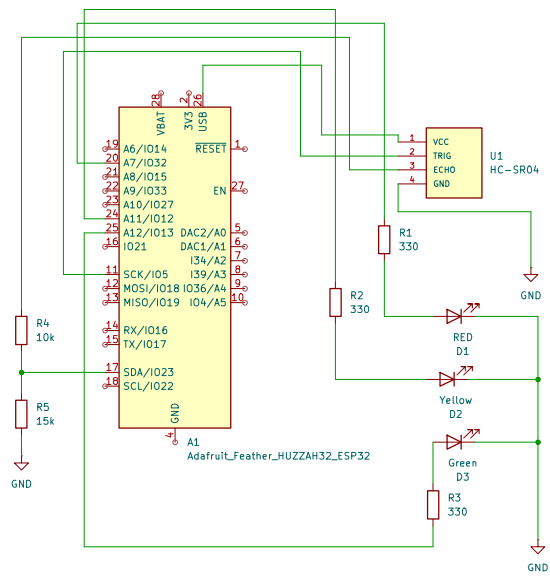 28
VBAT
2
3V3
26
USB
19
A6/IO14
RESET
1
20
A7/IO32
21
A8/IO15
22
A9/IO33
EN
27
23
A10/IO27
24
A11/IO12
25
A12/IO13
DAC2/A0
5
16
IO21
DAC1/A1
6
I34/A2
7
11
SCK/IO5
I39/A3
8
12
MOSI/IO18
IO36/A4
9
13
MISO/IO19
IO4/A5
10
14
RX/IO16
15
TX/IO17
17
SDA/IO23
18
SCL/IO22
GND
4
A1
Adafruit_Feather_HUZZAH32_ESP32
1
VCC
2
TRIG
3
ECHO
4
GND
U1
HC-SR04
GND
R1
330
R2
330
RED
D1
Yellow
D2
Green
D3
R3
330
GND
R4
10k
R5
15k
GND